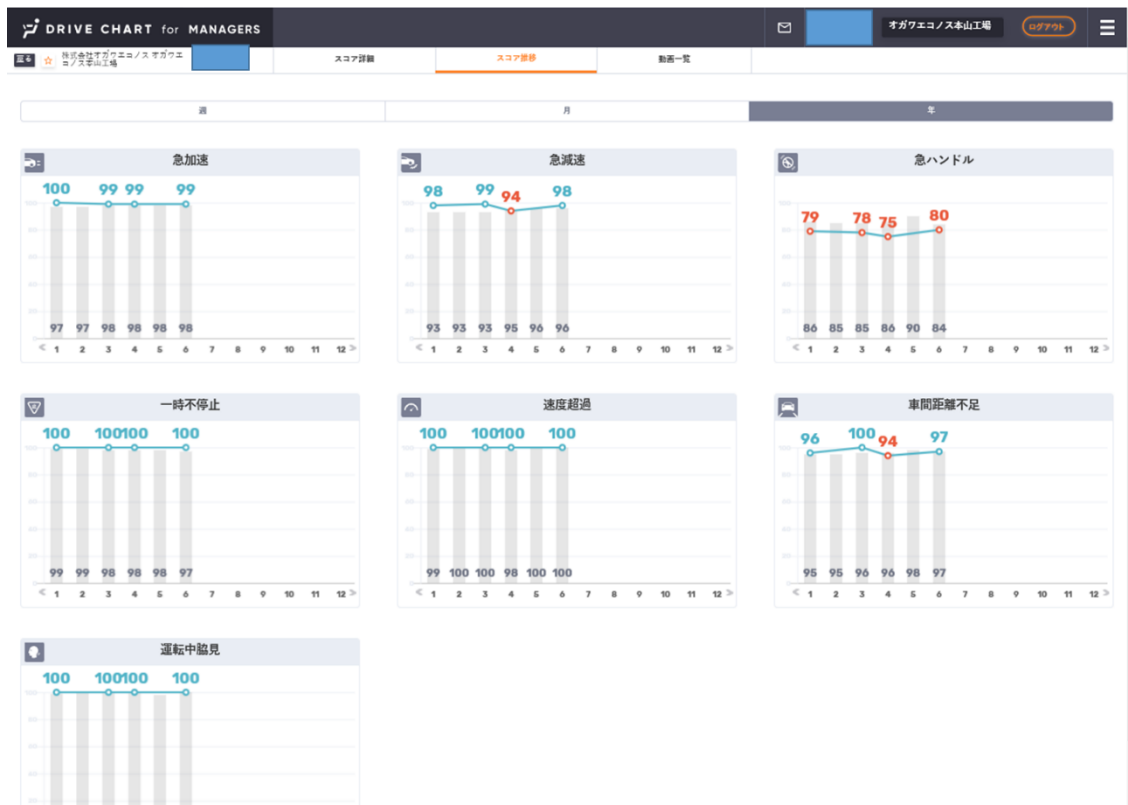 DRIVE CHART for MANAGERS
オガワエコノス本山工場
ログアウト
戻る
株式会社オガワエコノス オガワエコノス本山工場
スコア詳細
スコア推移
動画一覧
週
月
年
急加速
100 99 99 99
97 97 98 98 98 98
1 2 3 4 5 6 7 8 9 10 11 12
急減速
98 99 94 98
93 93 93 95 96 96
1 2 3 4 5 6 7 8 9 10 11 12
急ハンドル
79 78 75 80
86 85 85 86 90 84
1 2 3 4 5 6 7 8 9 10 11 12
一時不停止
100 100 100 100
99 99 98 98 98 97
1 2 3 4 5 6 7 8 9 10 11 12
速度超過
100 100 100 100
99 100 100 98 100 100
1 2 3 4 5 6 7 8 9 10 11 12
車間距離不足
96 100 94 97
95 95 96 96 98 97
1 2 3 4 5 6 7 8 9 10 11 12
運転中脇見
100 100 100 100